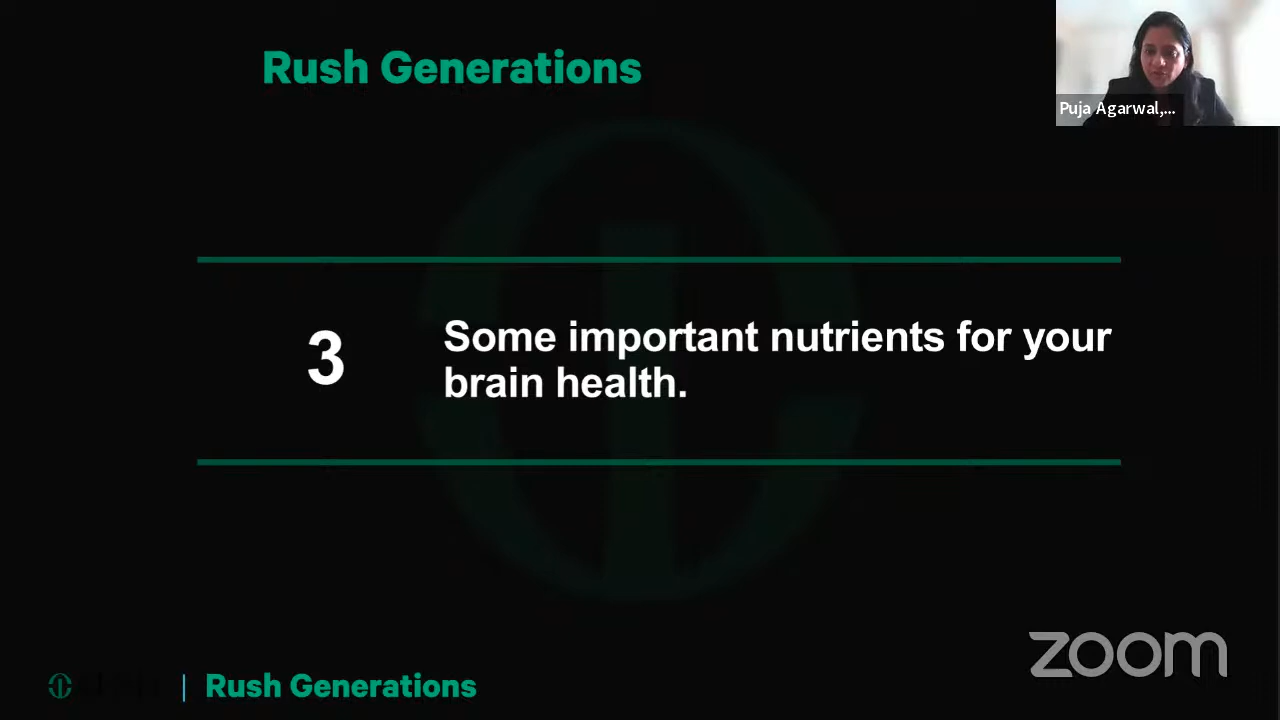 Rush Generations
Puja Agarwal,...
3
Some important nutrients for your
brain health.
zoom
Rush Generations